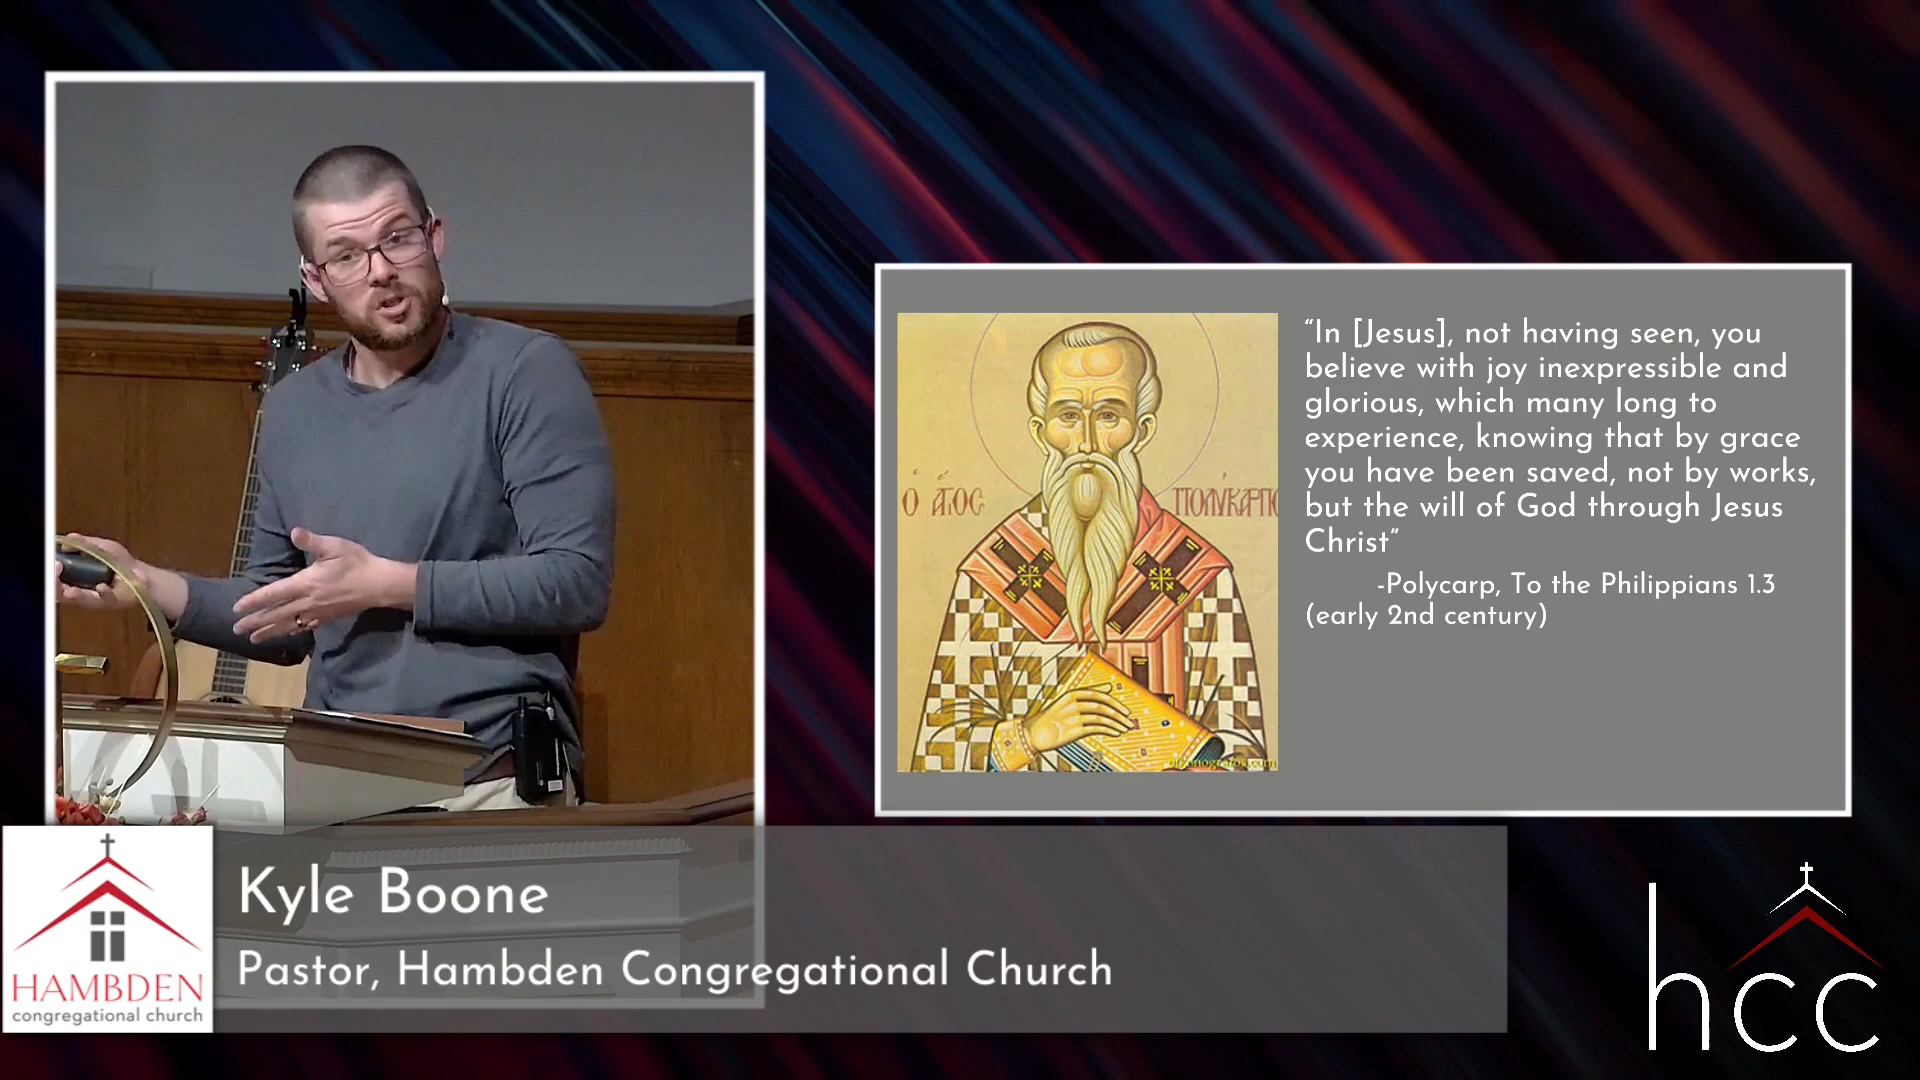 Ο ἅΓΙΟC
ΠΟΛΥΚΑΡΠΟ
“In [Jesus], not having seen, you
believe with joy inexpressible and
glorious, which many long to
experience, knowing that by grace
you have been saved, not by works,
but the will of God through Jesus
Christ”
-Polycarp, To the Philippians 1.3
(early 2nd century)
Kyle Boone
Pastor, Hambden Congregational Church
HAMBDEN
congregational church
hcc